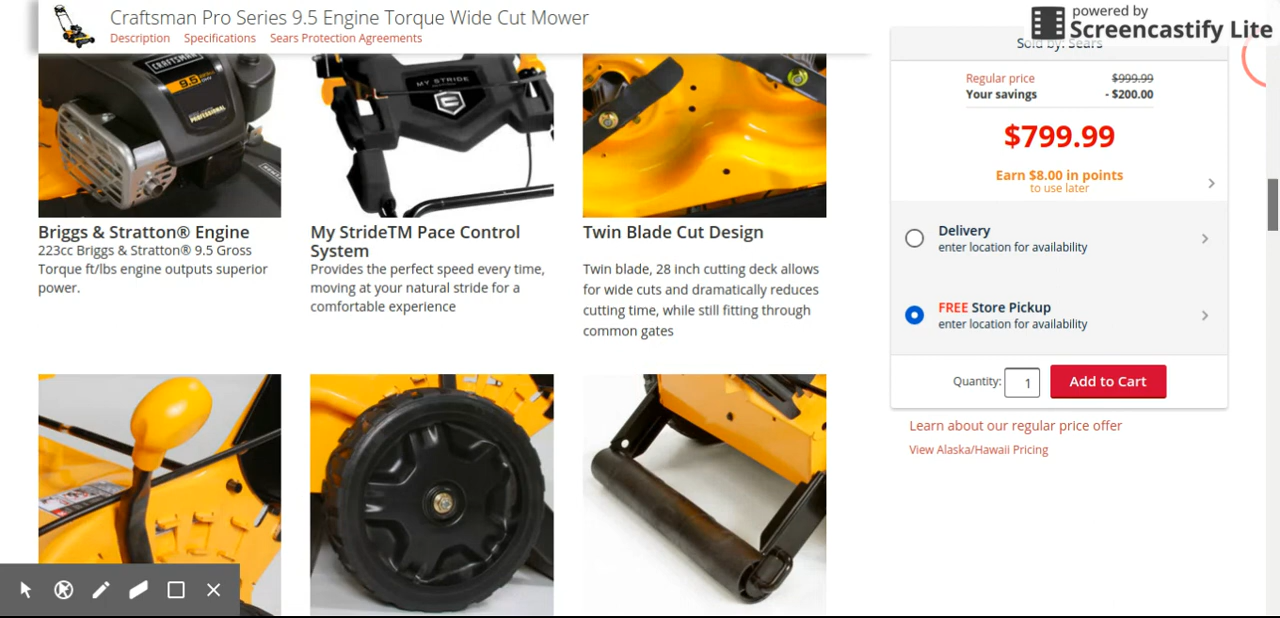 Craftsman Pro Series 9.5 Engine Torque Wide Cut Mower
Description Specifications Sears Protection Agreements
powered by
Screencastify Lite
CRAFTSMAN
9.5
PROFESSIONAL
MY STRIDE
Briggs & Stratton® Engine
223cc Briggs & Stratton® 9.5 Gross
Torque ft/lbs engine outputs superior
power.
My StrideTM Pace Control
System
Provides the perfect speed every time,
moving at your natural stride for a
comfortable experience
Twin Blade Cut Design
Twin blade, 28 inch cutting deck allows
for wide cuts and dramatically reduces
cutting time, while still fitting through
common gates
Sold by: Sears
Regular price $999.99
Your savings - $200.00
$799.99
Earn $8.00 in points
to use later
Delivery
enter location for availability
FREE Store Pickup
enter location for availability
Quantity: 1 Add to Cart
Learn about our regular price offer
View Alaska/Hawaii Pricing